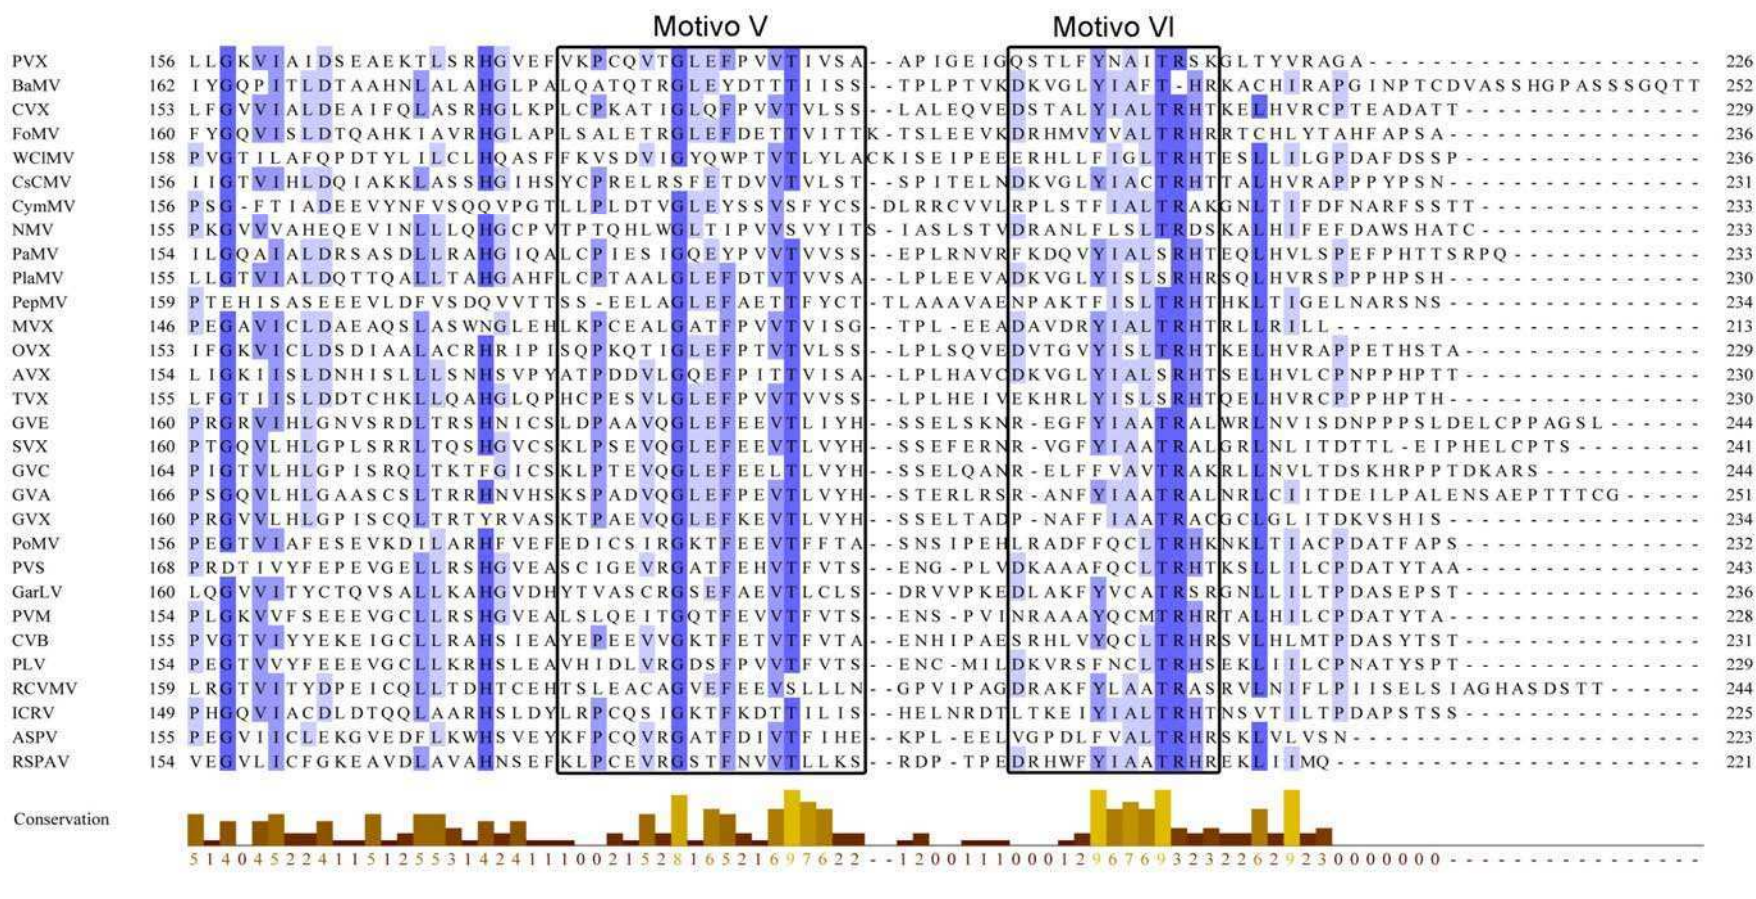 Motivo V Motivo VI
PVX 156 LLGKVIAIDSEAEKTLSRHGVEFVKPCQVTGLEFPVVTIVSA--APIGEIGQSTLFYNAITRSKGLTYVRAGA--------------------- 226
BaMV 162 IYGQPITLDTAAHNLALAHGLPALQATQTRGLEYDTTTIISS--TPLPTVKDKVGLYIAFT-HRKACHIRAPGINPTCDVASSHGPASSSGQTT 252
CVX 153 LFGVVIALDEAIFQLASRHGLKPLCPKATIGLQFPVVTVLSS--LALEQVEDSTALYIALTRHTKELHVRCPTEADATT--------------- 229
FoMV 160 FYGQVISLDTQAHKIAVRHGLAPLSALETRGLEFDETTVITTK-TSLEEVKDRHMVYVALTRHRRTCHLYTAHFAPSA---------------- 236
WClMV 158 PVGTILAFQPDTYLILCLHQASFFKVSDVIGYQWPTVTLYLACKISEIPEEERHLLFIGLTRHTESLLILGPDAFDSSP--------------- 236
CsCMV 156 IIGTVIHLDQIAKKLASSHGIHSYCPRELRSFETDVVTVLST--SPITELNDKVGLYIACTRHTTALHVRAPPPYPSN---------------- 231
CymMV 156 PSG-FTIADEEVYNFVSQQVPGTLLPLDTVGLEYSSVSFYCS-DLRRCVVLRPLSTFIALTRAKGNLTIFDFNARFSSTT-------------- 233
NMV 155 PKGVVVAHEQEVINLLLQHGCPVTPTQHLWGLTIPVVSVYITS-IASLSTVDRANLFLSLTRDSKALHIFEFDAWSHATC-------------- 233
PaMV 154 ILGQAIALDRSASDLLRAHGIQALCPIESIGQEYPVVTVVSS--EPLRNVRFKDQVYIALSRHTEQLHVLSPEFPHTTSRPQ------------ 233
PlaMV 155 LLGTVIALDQTTQALLTAHGAHFLCPTAALGLEFDTVTVVSA--LPLEEVADKVGLYISLSRHRSQLHVRSPPPHPSH---------------- 230
PepMV 159 PTEHISASEEEVLDFVSDQVVTTSS-EELAGLEFAETTFYCT-TLAAAVAENPAKTFISLTRHTHKLTIGELNARSNS---------------- 234
MVX 146 PEGAVICLDAEAQSLASWNGLEHLKPCEALGATFPVVTVISG--TPL-EEADAVDRYIALTRHTRLLRILL----------------------- 213
OVX 153 IFGKVICLDSDIAALACRHRIPISQPKQTIGLEFPTVTVLSS--LPLSQVEDVTGVYISLTRHTKELHVRAPPETHSTA--------------- 229
AVX 154 LIGKIISLDNHISLLLSNHSVPYATPDDVLGQEFPITTVISA--LPLHAVCDKVGLYIALSRHTSELHVLCPNPPHPTT--------------- 230
TVX 155 LFGTIISLDDTCHKLLQAHGLQPHCPESVLGLEFPVVTVVSS--LPLHEIVEKHRLYISLSRHTQELHVRCPPPHPTH---------------- 230
GVE 160 PRGRVIHLGNVSRDLTRSHNICSLDPAAVQGLEFEEVTLIYH--SSELSKNR-EGFYIAATRALWRLNVISDNPPPSLDELCPPAGSL------ 244
SVX 160 PTGQVLHLGPLSRRLTQSHGVCSKLPSEVQGLEFEEVTLVYH--SSEFERNR-VGFYIAATRALGRLNLITDTTL-EIPHELCPTS-------- 241
GVC 164 PIGTVLHLGPISRQLTKTFGICSKLPTEVQGLEFEELTLVYH--SSELQANR-ELFFVAVTRAKRLLNVLTDSKHRPPTDKARS---------- 244
GVA 166 PSGQVLHLGAASCSLTRRHNVHSKSPADVQGLEFPEVTLVYH--STERLRSR-ANFYIAATRALNRLCIITDEILPALENSAEPTTTCG----- 251
GVX 160 PRGVVLHLGPISCQLTRTYRVASKTPAEVQGLEFKEVTLVYH--SSELTADP-NAFFIAATRACGCLGLITDKVSHIS---------------- 234
PoMV 156 PEGTVIAFESEVKDILARHFVEFEDICSIRGKTFEEVTFFTA--SNSIPEHLRADFFQCLTRHKNKLTIACPDATFAPS--------------- 232
PVS 168 PRDTIVYFEPEVGELLRSHGVEASCIGEVRGATFEHVTFVTS--ENG-PLVDKAAAFQCLTRHTKSLLILCPDATYTAA--------------- 243
GarLV 160 LQGVVITYCTQVSALLKAHGVDHYTVASCRGSEFAEVTLCLS--DRVVPKEDLAKFYVCATRSRGNLLILTPDASEPST--------------- 236
PVM 154 PLGKVVFSEEEVGCLLRSHGVEALSLQEITGQTFEVVTFVTS--ENS-PVINRAAAYQCMTRHRTALHILCPDATYTA---------------- 228
CVB 155 PVGTVIYYEKEIGCLLRAHSIEAYEPEEVVGKTFETVTFVTA--ENHIPAESRHLVYQCLTRHRSVLHLMTPDASYTST--------------- 231
PLV 154 PEGTVVYFEEEVGCLLKRHSLEAVHIDLVRGDSFPVVTFVTS--ENC-MILDKVRSFNCLTRHSEKLIILCPNATYSPT--------------- 229
RCVMV 159 LRGTVITYDPEICQLLTDHTCEHTSLEACAGVEFEEVSLLLN--GPVIPAGDRAKFYLAATRASRVLNIFLPIISELSIAGHASDSTT------ 244
ICRV 149 PHGQVIACDLDTQQLAARHSLDYLRPCQSIGKTFKDTTILIS--HELNRDTLTKEIYIALTRHTNSVTILTPDAPSTSS--------------- 225
ASPV 155 PEGVIICLEKGVEDFLKWHSVEYKFPCQVRGATFDIVTFIHE--KPL-EELVGPDLFVALTRHRSKLVLVSN---------------------- 223
RSPAV 154 VEGVLICFGKEAVDLAVAHNSEFKLPCEVRGSTFNVVTLLKS--RDP-TPEDRHWFYIAATRHREKLIIMQ----------------------- 221
Conservation
514045224115125531424111002152816521697622--1200111000129676932322629230000000----------------